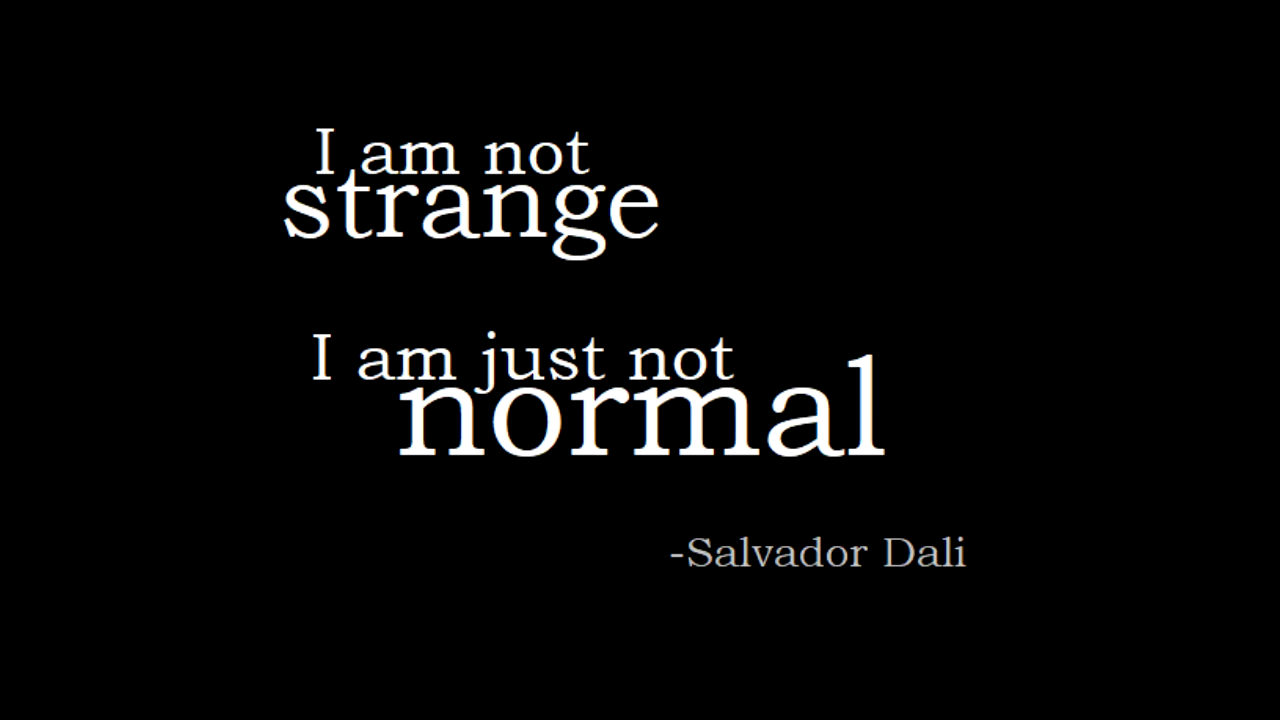 I am not
strange
I am just not
normal
-Salvador Dali